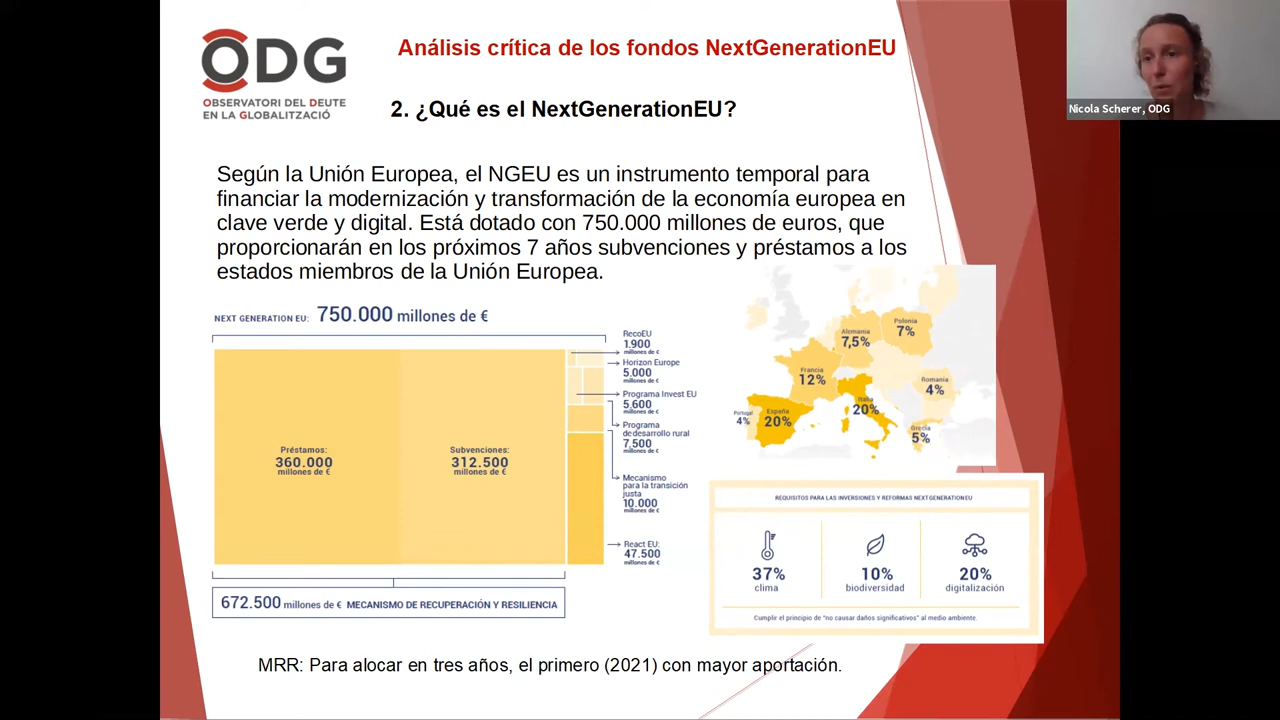 ODG
OBSERVATORI DEL DEUTE
EN LA GLOBALITZACIÓ
Análisis crítica de los fondos NextGenerationEU
2. ¿Qué es el NextGenerationEU?
Nicola Scherer, ODG
Según la Unión Europea, el NGEU es un instrumento temporal para
financiar la modernización y transformación de la economía europea en
clave verde y digital. Está dotado con 750.000 millones de euros, que
proporcionarán en los próximos 7 años subvenciones y préstamos a los
estados miembros de la Unión Europea.
NEXT GENERATION EU: 750.000 millones de €
Préstamos:
360.000
millones de €
Subvenciones:
312.500
millones de €
RecoEU
1.900
millones de €
Horizon Europe
5.000
millones de €
Programa Invest EU
5.600
millones de €
Programa
de desarrollo rural
7.500
millones de €
Mecanismo
para la transición
justa
10.000
millones de €
React EU:
47.500
millones de €
672.500 millones de € MECANISMO DE RECUPERACIÓN Y RESILIENCIA
Polonia
7%
Alemania
7,5%
Francia
12%
Rumania
4%
Italia
20%
Portugal
4%
España
20%
Grecia
5%
REQUISITOS PARA LAS INVERSIONES Y REFORMAS NEXT GENERATION EU
37%
clima
10%
biodiversidad
20%
digitalización
Cumplir el principio de "no causar daños significativos" al medio ambiente.
MRR: Para alocar en tres años, el primero (2021) con mayor aportación.